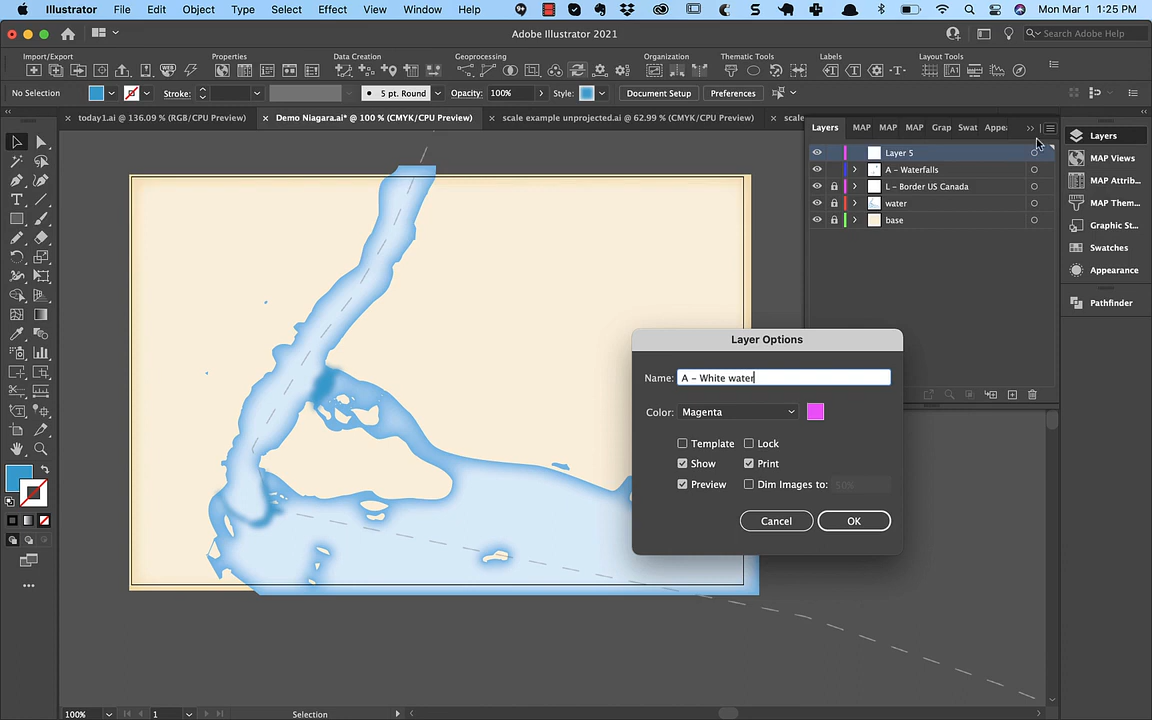 Illustrator File Edit Object Type Select Effect View Window Help Mon Mar 1 1:25 PM
Adobe Illustrator 2021 Search Adobe Help
Import/Export Properties Data Creation Geoprocessing Organization Thematic Tools Labels Layout Tools
No Selection Stroke: 5 pt. Round Opacity: 100% Style: Document Setup Preferences
today1.ai @ 136.09 % (RGB/CPU Preview) Demo Niagara.ai* @ 100 % (CMYK/CPU Preview) scale example unprojected.ai @ 62.99 % (CMYK/CPU Preview) scale
Layers MAP MAP MAP Grap Swat Appea
Layers
Layer 5
MAP Views
A - Waterfalls
MAP Attrib...
L - Border US Canada
MAP Them...
water
base
Graphic St...
Swatches
Appearance
Pathfinder
Layer Options
Name: A - White water
Color: Magenta
Template Lock
Show Print
Preview Dim Images to: 50%
Cancel OK
100% 1 Selection